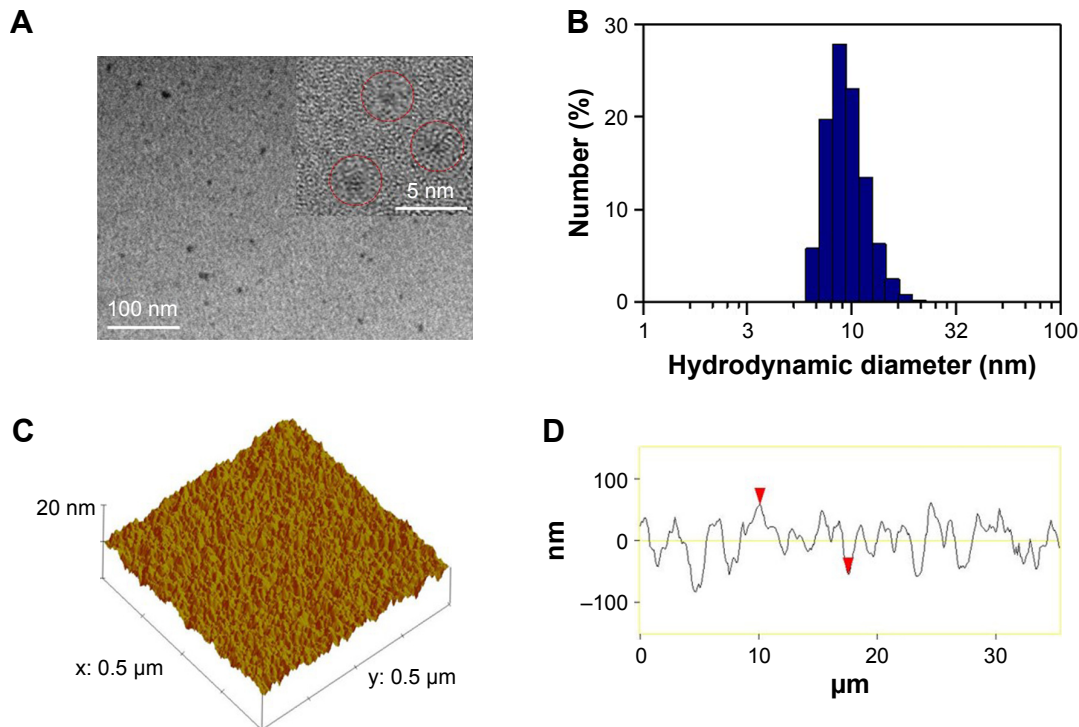 A
5 nm
100 nm
B
30
20
10
0
Number (%)
1 3 10 32 100
Hydrodynamic diameter (nm)
C
20 nm
x: 0.5 µm
y: 0.5 µm
D
100
0
–100
nm
0 10 20 30
µm